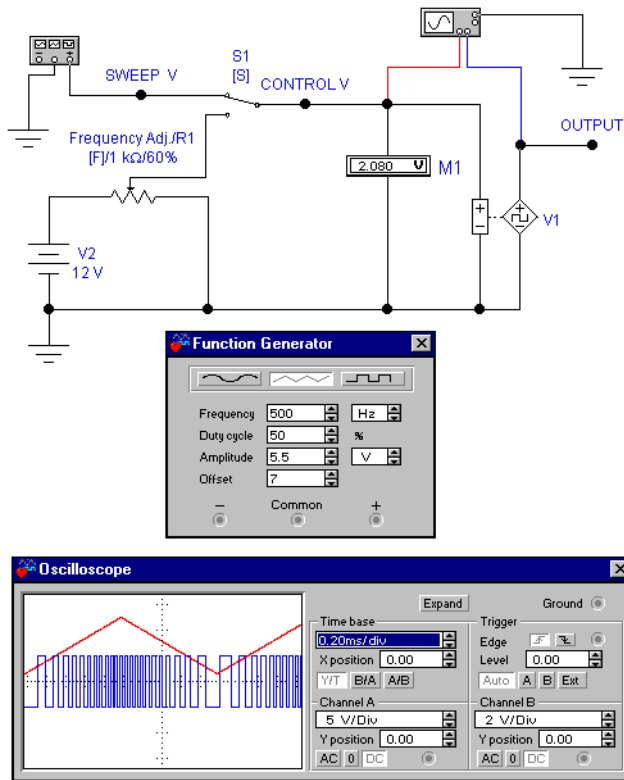 S1
[S]
SWEEP V
CONTROL V
OUTPUT
Frequency Adj./R1
[F]/1 kΩ/60%
2.080 V
M1
V1
V2
12 V
Function Generator
Frequency 500 Hz
Duty cycle 50 %
Amplitude 5.5 V
Offset 7
− Common +
Oscilloscope
Expand Ground
Time base Trigger
0.20ms/div Edge
X position 0.00 Level 0.00
Y/T B/A A/B Auto A B Ext
Channel A Channel B
5 V/Div 2 V/Div
Y position 0.00 Y position 0.00
AC 0 DC AC 0 DC